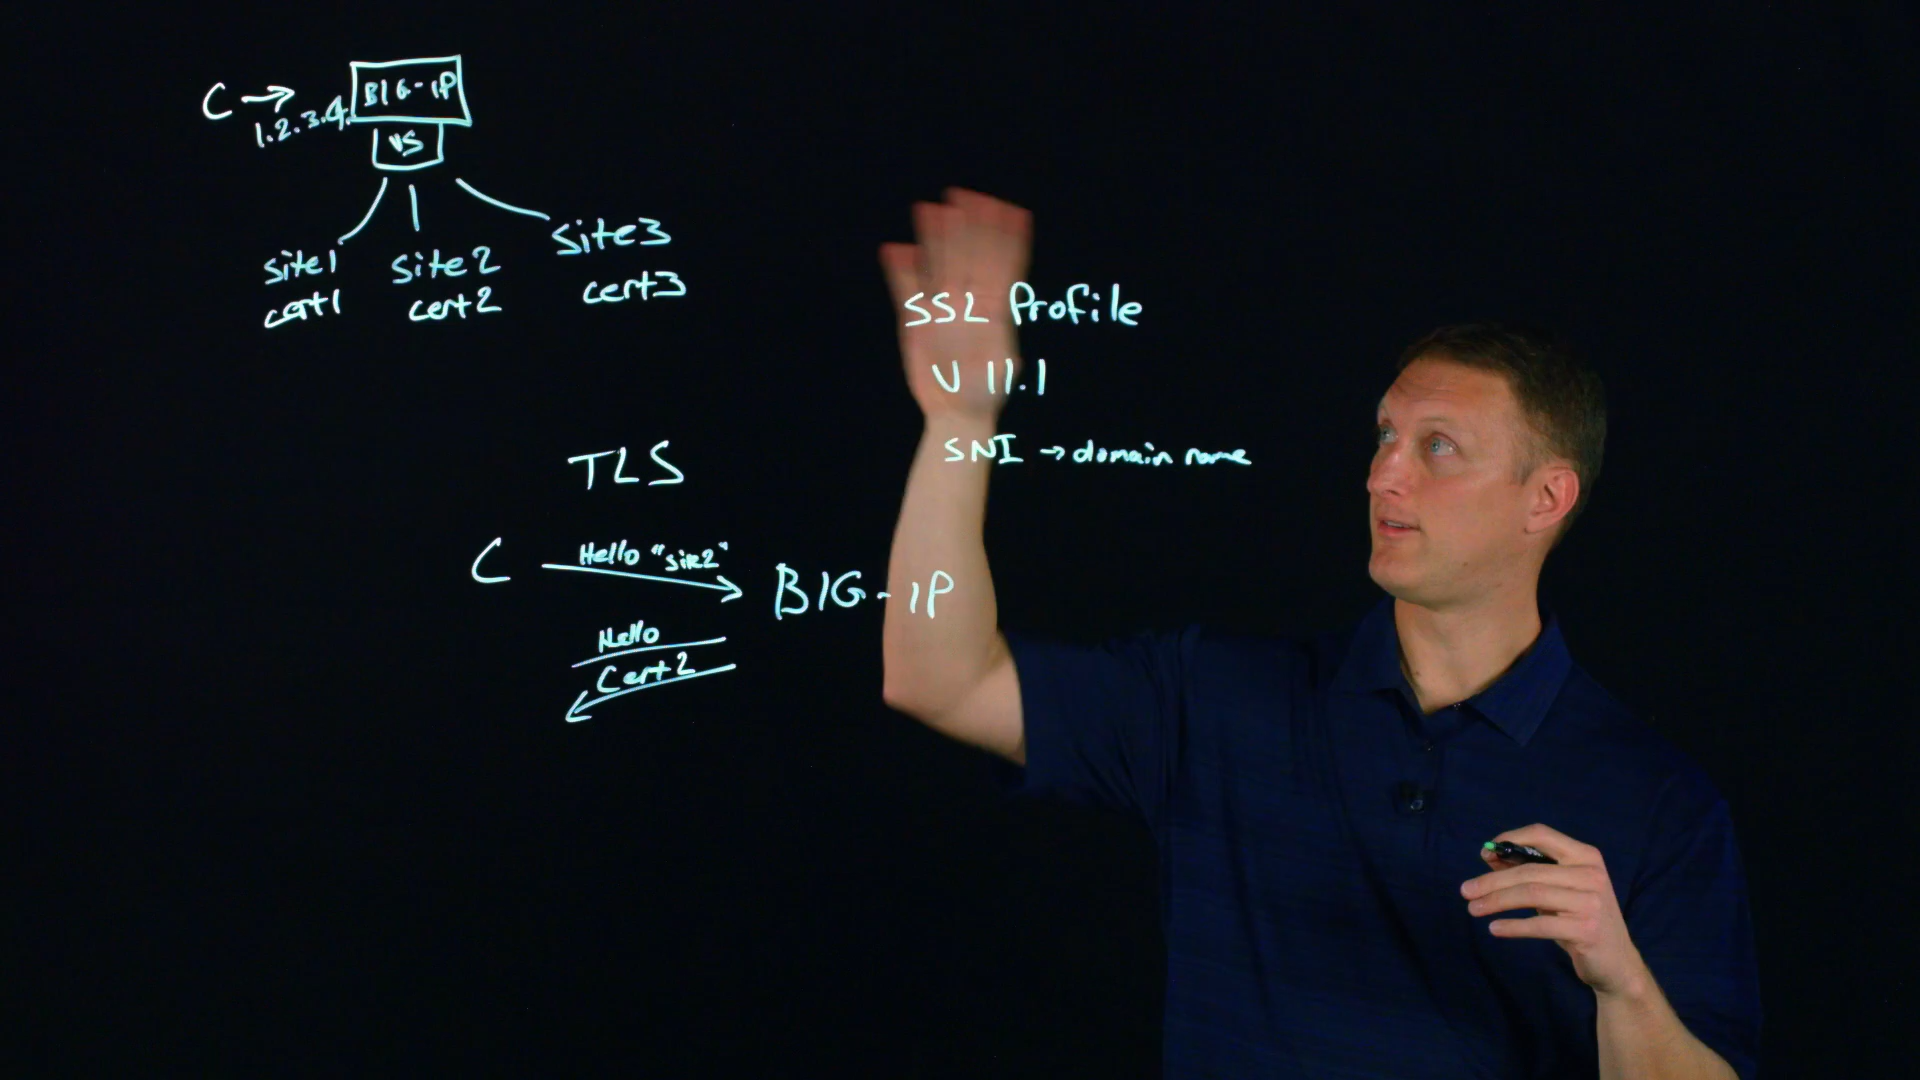 C → BIG-IP
1.2.3.4
VS
site1 site2 site3
cert1 cert2 cert3
SSL Profile
V 11.1
SNI → domain name
TLS
C Hello "site2" BIG-IP
Hello
Cert2